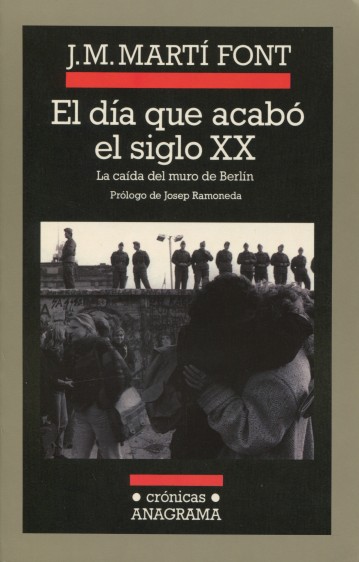 J.M. MARTÍ FONT
El día que acabó
el siglo XX
La caída del muro de Berlín
Prólogo de Josep Ramoneda
crónicas
ANAGRAMA